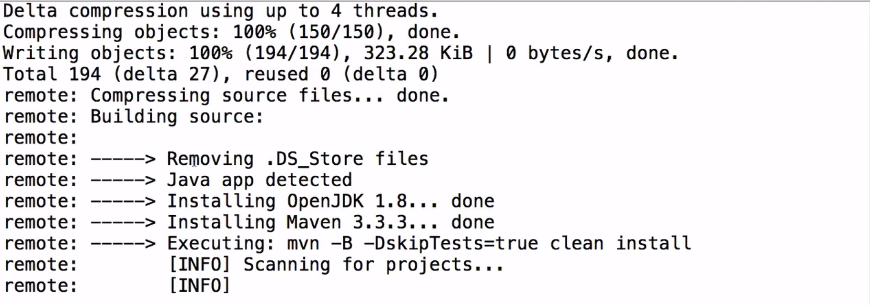 Delta compression using up to 4 threads.
Compressing objects: 100% (150/150), done.
Writing objects: 100% (194/194), 323.28 KiB | 0 bytes/s, done.
Total 194 (delta 27), reused 0 (delta 0)
remote: Compressing source files... done.
remote: Building source:
remote:
remote: -----> Removing .DS_Store files
remote: -----> Java app detected
remote: -----> Installing OpenJDK 1.8... done
remote: -----> Installing Maven 3.3.3... done
remote: -----> Executing: mvn -B -DskipTests=true clean install
remote:        [INFO] Scanning for projects...
remote:        [INFO]